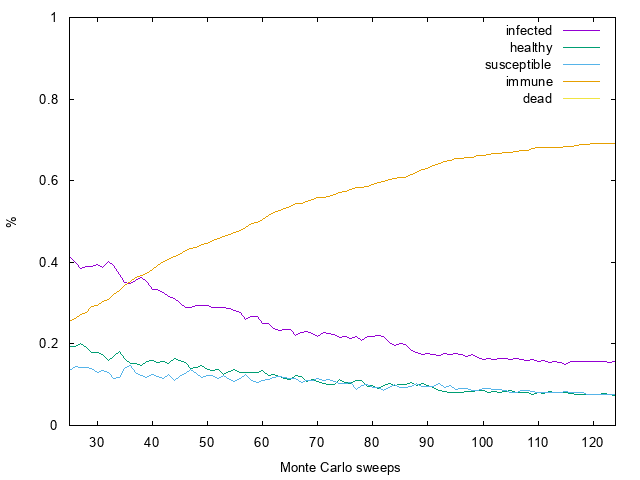 1
0.8
0.6
0.4
0.2
0
%
infected
healthy
susceptible
immune
dead
30 40 50 60 70 80 90 100 110 120
Monte Carlo sweeps